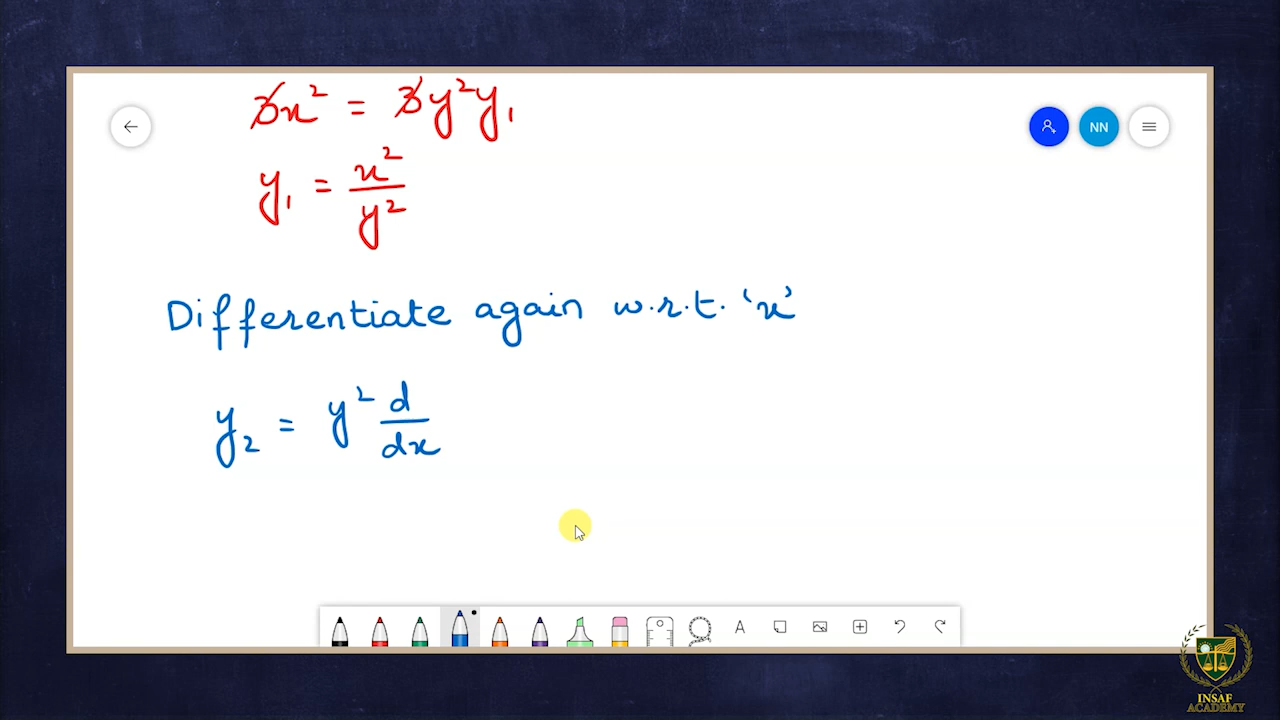 3x² = 3y²y₁
y₁ = x²/y²
NN
Differentiate again w.r.t. 'x'
y₂ = y² d/dx
A
INSAF
ACADEMY